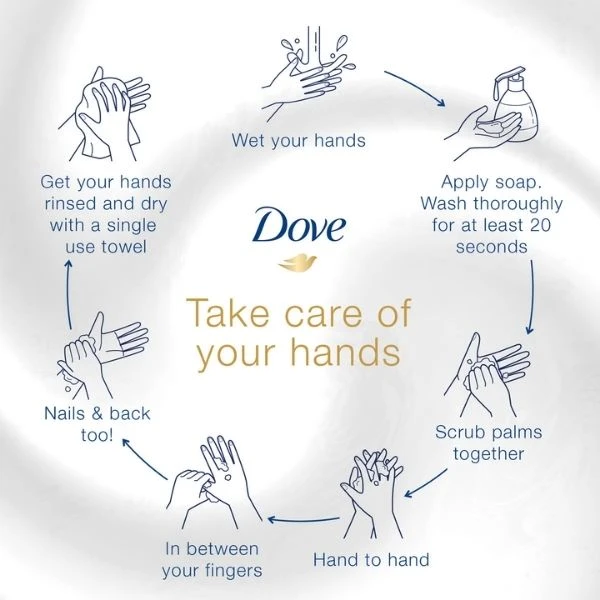 Wet your hands
Apply soap.
Wash thoroughly
for at least 20
seconds
Scrub palms
together
Hand to hand
In between
your fingers
Nails & back
too!
Get your hands
rinsed and dry
with a single
use towel
Dove
Take care of
your hands